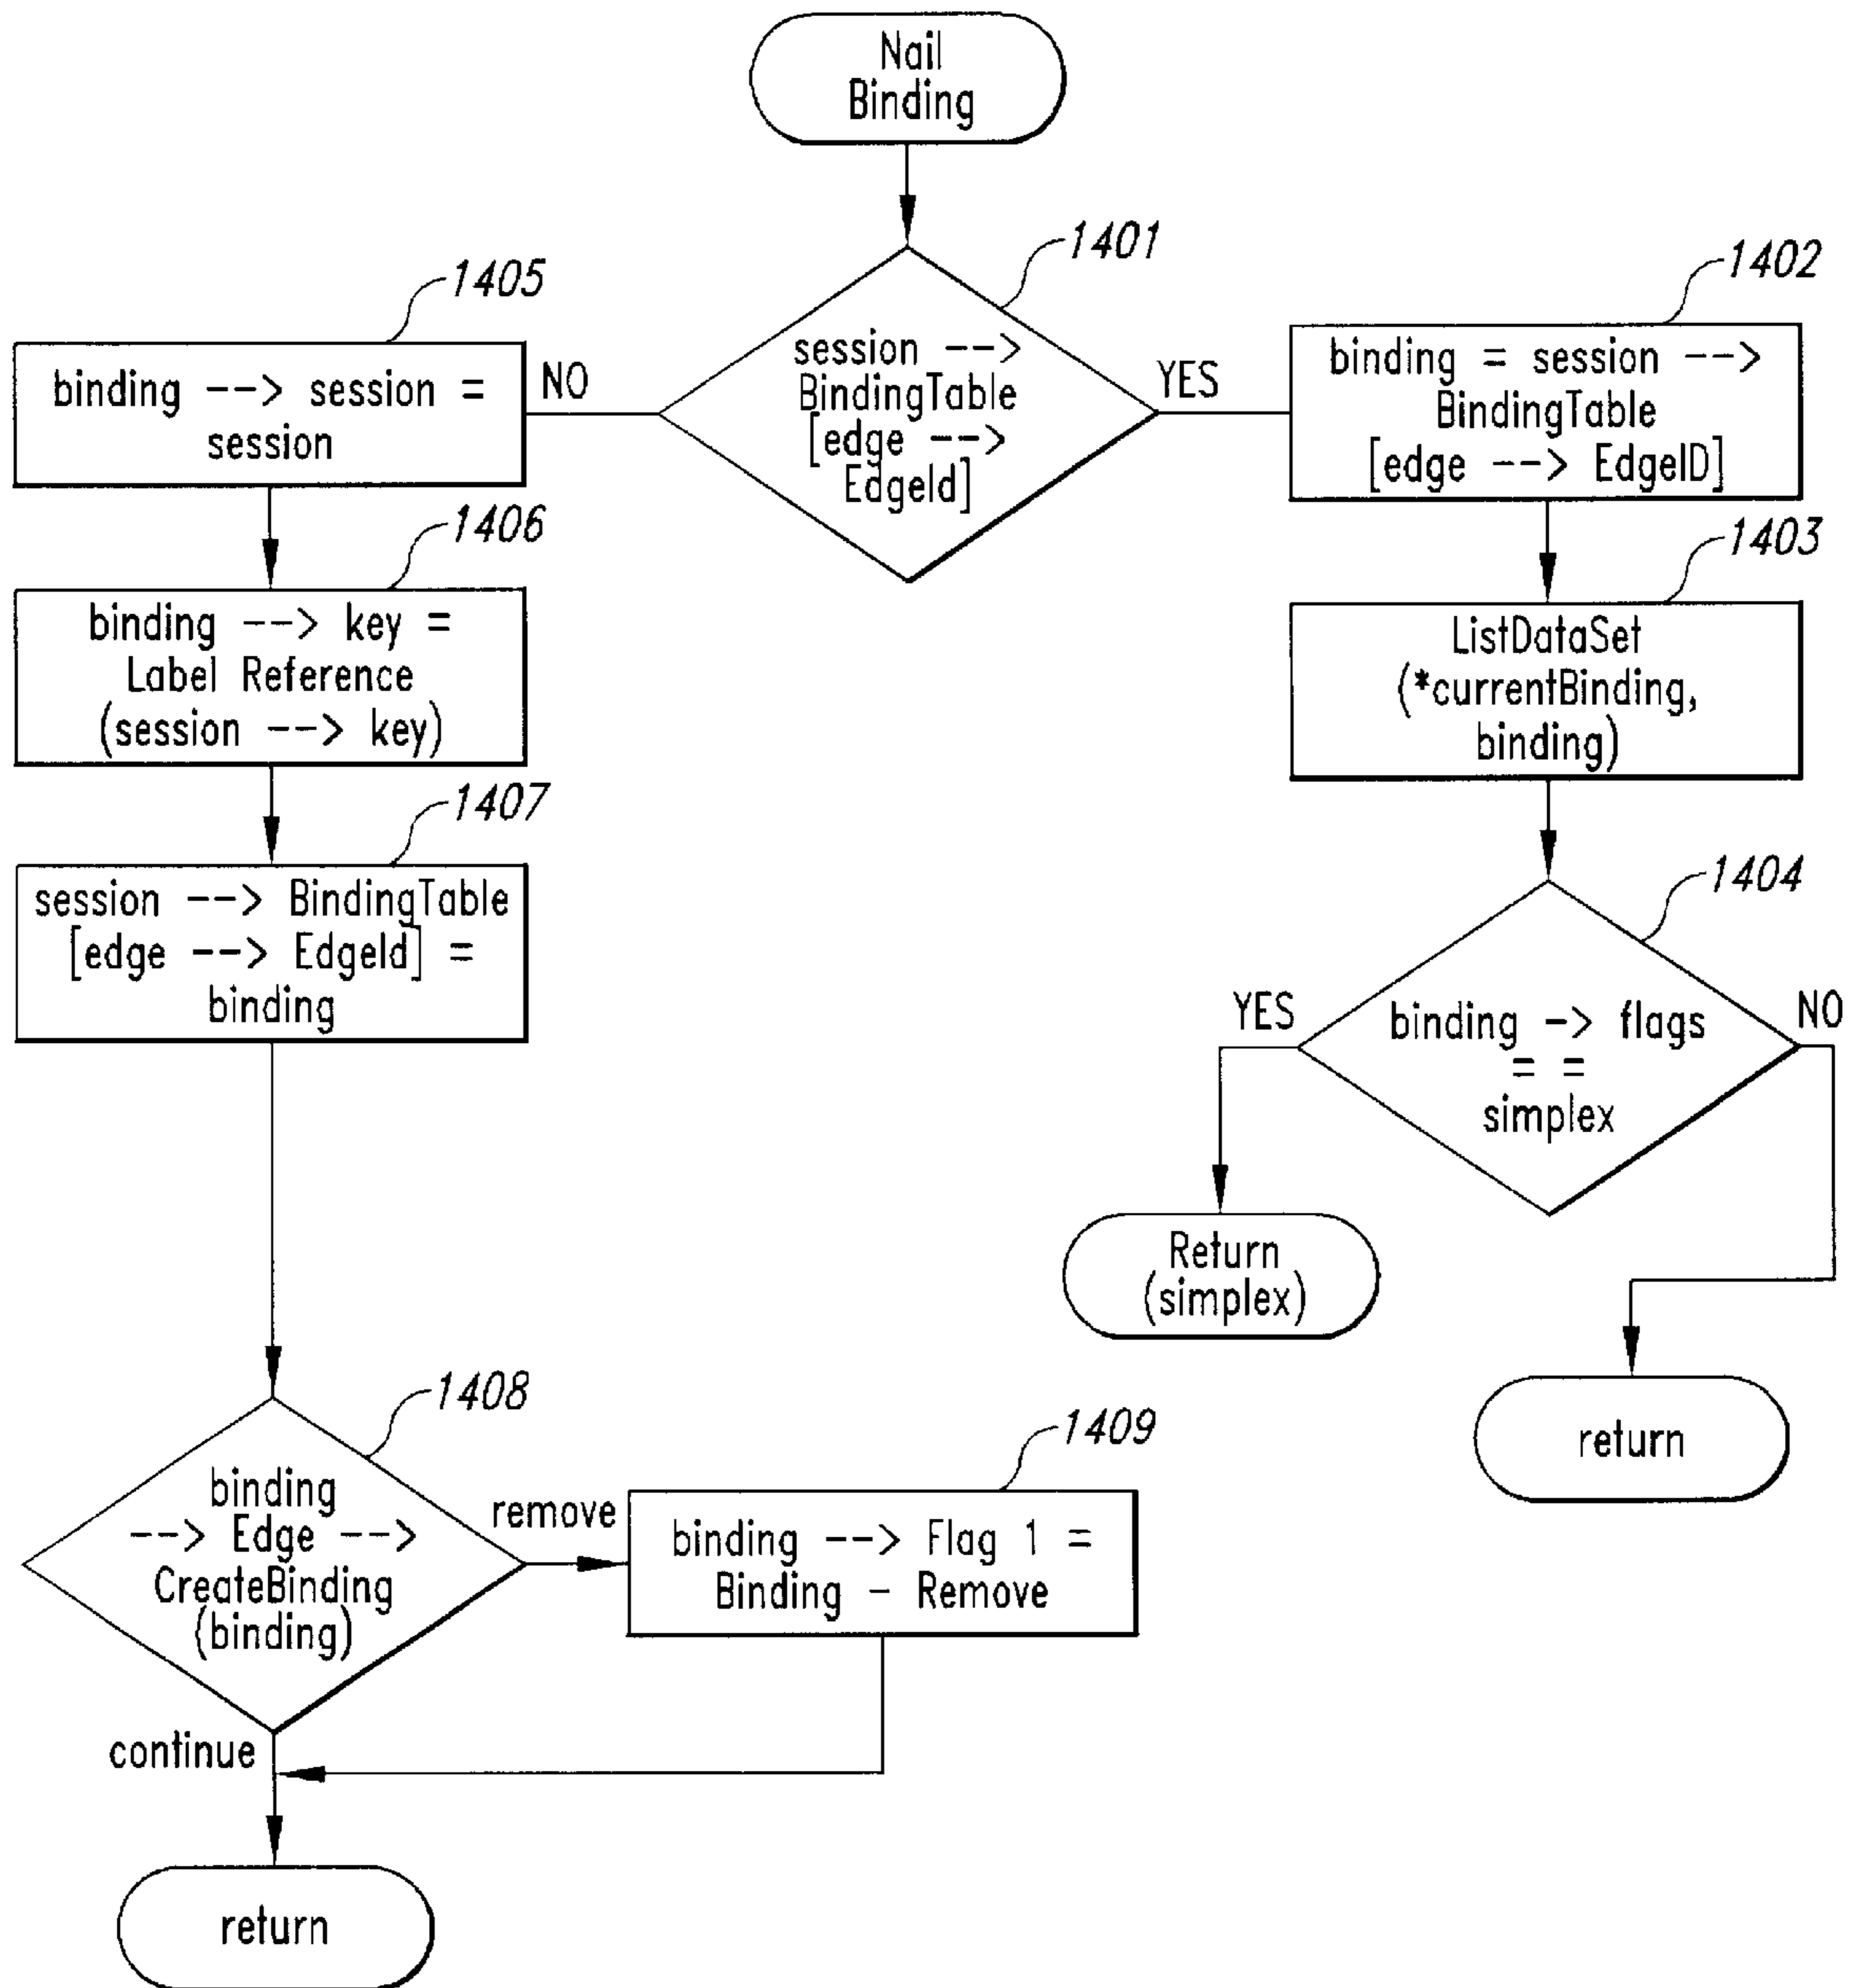 Nail
Binding
1401
session -->
BindingTable
[edge -->
EdgeId]
NO
YES
1405
binding --> session =
session
1402
binding = session -->
BindingTable
[edge --> EdgeID]
1406
binding --> key =
Label Reference
(session --> key)
1403
ListDataSet
(*currentBinding,
binding)
1407
session --> BindingTable
[edge --> EdgeId] =
binding
1404
binding -> flags
= =
simplex
YES
NO
Return
(simplex)
return
1408
binding
--> Edge -->
CreateBinding
(binding)
remove
1409
binding --> Flag 1 =
Binding - Remove
continue
return